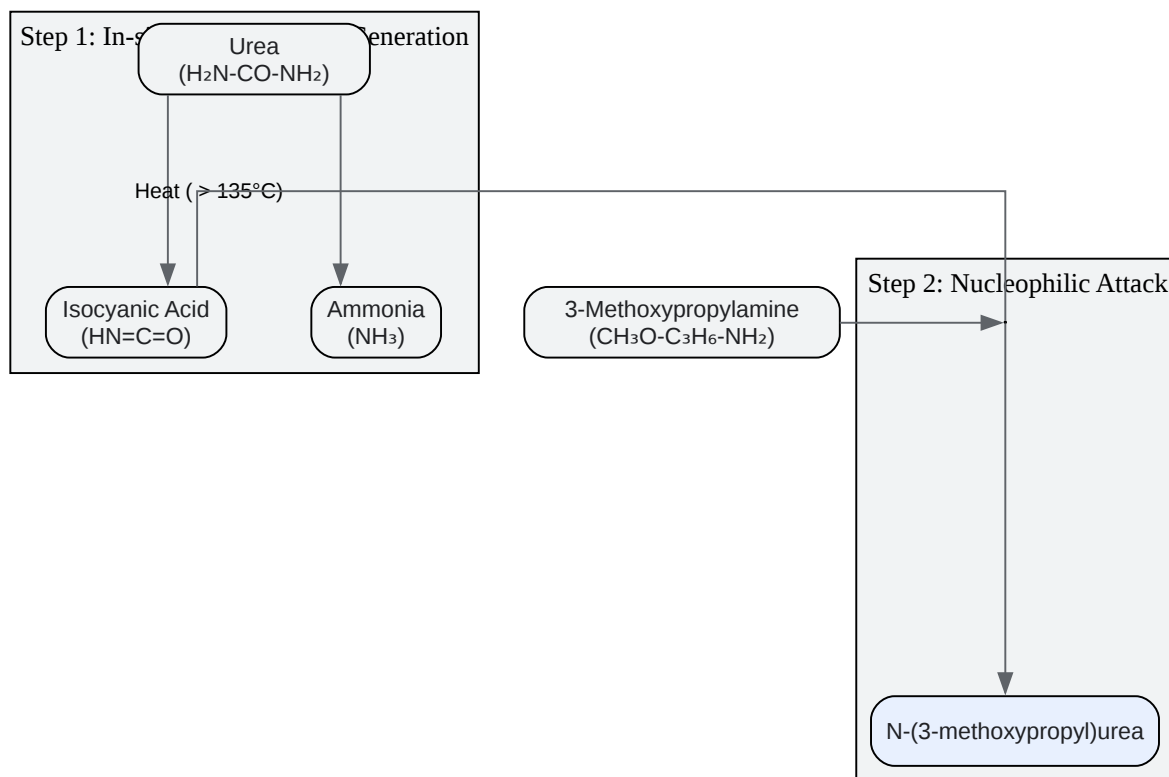 Step 1: In-s eneration
Urea
(H₂N-CO-NH₂)
Heat ( > 135°C)
Isocyanic Acid
(HN=C=O)
Ammonia
(NH₃)
3-Methoxypropylamine
(CH₃O-C₃H₆-NH₂)
Step 2: Nucleophilic Attack
N-(3-methoxypropyl)urea